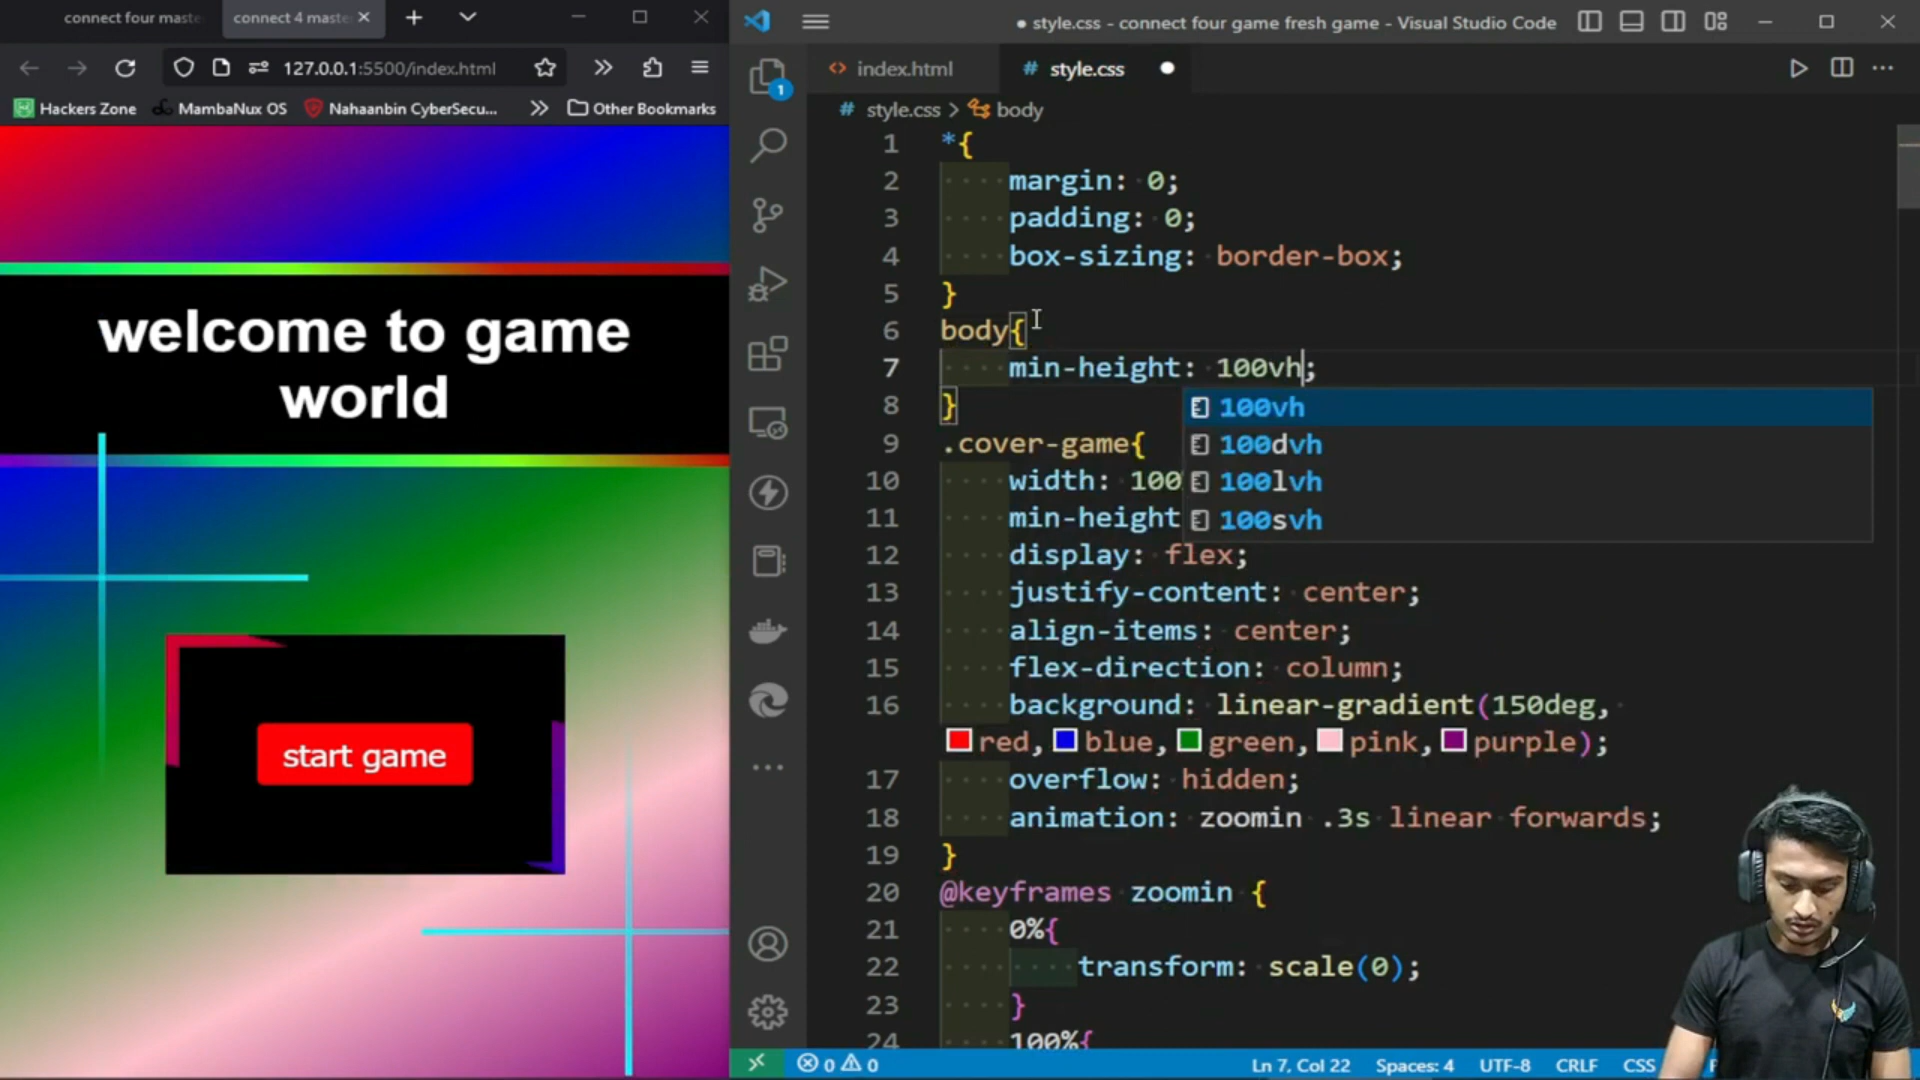 connect four maste
connect 4 maste
127.0.0.1:5500/index.html
Hackers Zone
MambaNux OS
Nahaanbin CyberSecu...
Other Bookmarks
welcome to game
world
start game
● style.css - connect four game fresh game - Visual Studio Code
index.html
# style.css
# style.css > body
1
1 *{
2 margin: 0;
3 padding: 0;
4 box-sizing: border-box;
5 }
6 body{
7 min-height: 100vh;
8 }
100vh
100dvh
100lvh
100svh
9 .cover-game{
10 width: 100
11 min-height
12 display: flex;
13 justify-content: center;
14 align-items: center;
15 flex-direction: column;
16 background: linear-gradient(150deg,
red, blue, green, pink, purple);
17 overflow: hidden;
18 animation: zoomin .3s linear forwards;
19 }
20 @keyframes zoomin {
21 0%{
22 transform: scale(0);
23 }
24 100%{
0 0
Ln 7, Col 22
Spaces: 4
UTF-8
CRLF
CSS